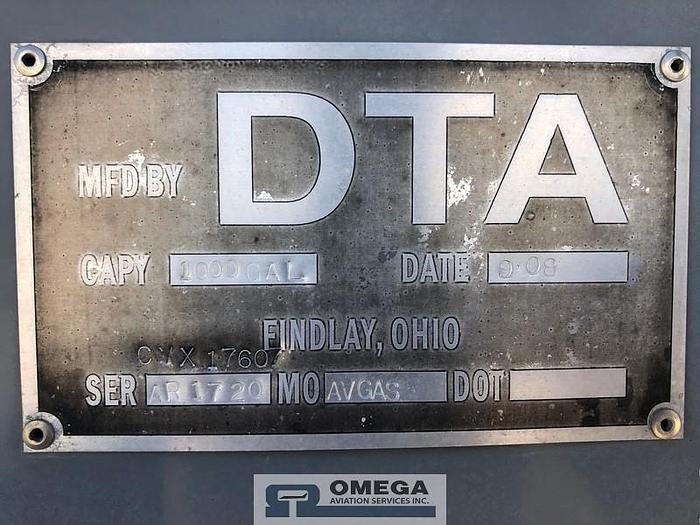 MFD BY DTA
CAPY 1000 GAL DATE 9-08
FINDLAY, OHIO
CVX 17607
SER AR 1720 MO AVGAS DOT
OMEGA
AVIATION SERVICES INC.